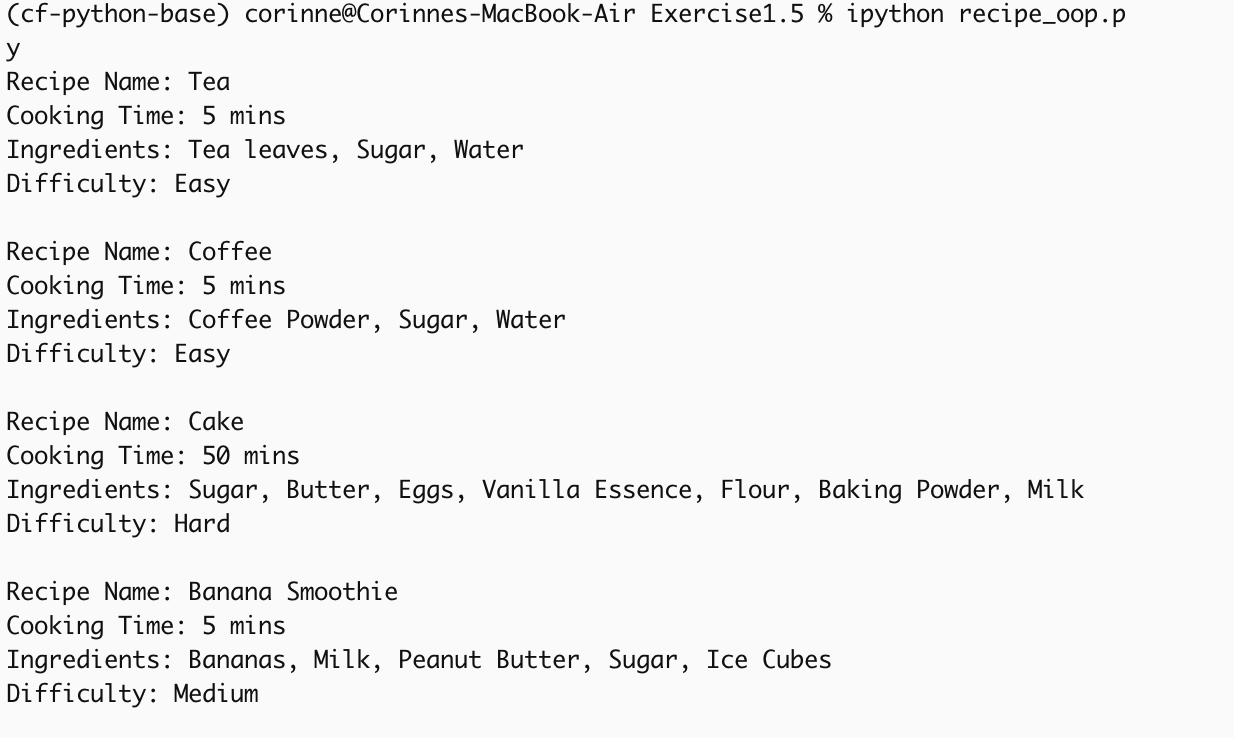 (cf-python-base) corinne@Corinnes-MacBook-Air Exercise1.5 % ipython recipe_oop.p
y
Recipe Name: Tea
Cooking Time: 5 mins
Ingredients: Tea leaves, Sugar, Water
Difficulty: Easy
Recipe Name: Coffee
Cooking Time: 5 mins
Ingredients: Coffee Powder, Sugar, Water
Difficulty: Easy
Recipe Name: Cake
Cooking Time: 50 mins
Ingredients: Sugar, Butter, Eggs, Vanilla Essence, Flour, Baking Powder, Milk
Difficulty: Hard
Recipe Name: Banana Smoothie
Cooking Time: 5 mins
Ingredients: Bananas, Milk, Peanut Butter, Sugar, Ice Cubes
Difficulty: Medium